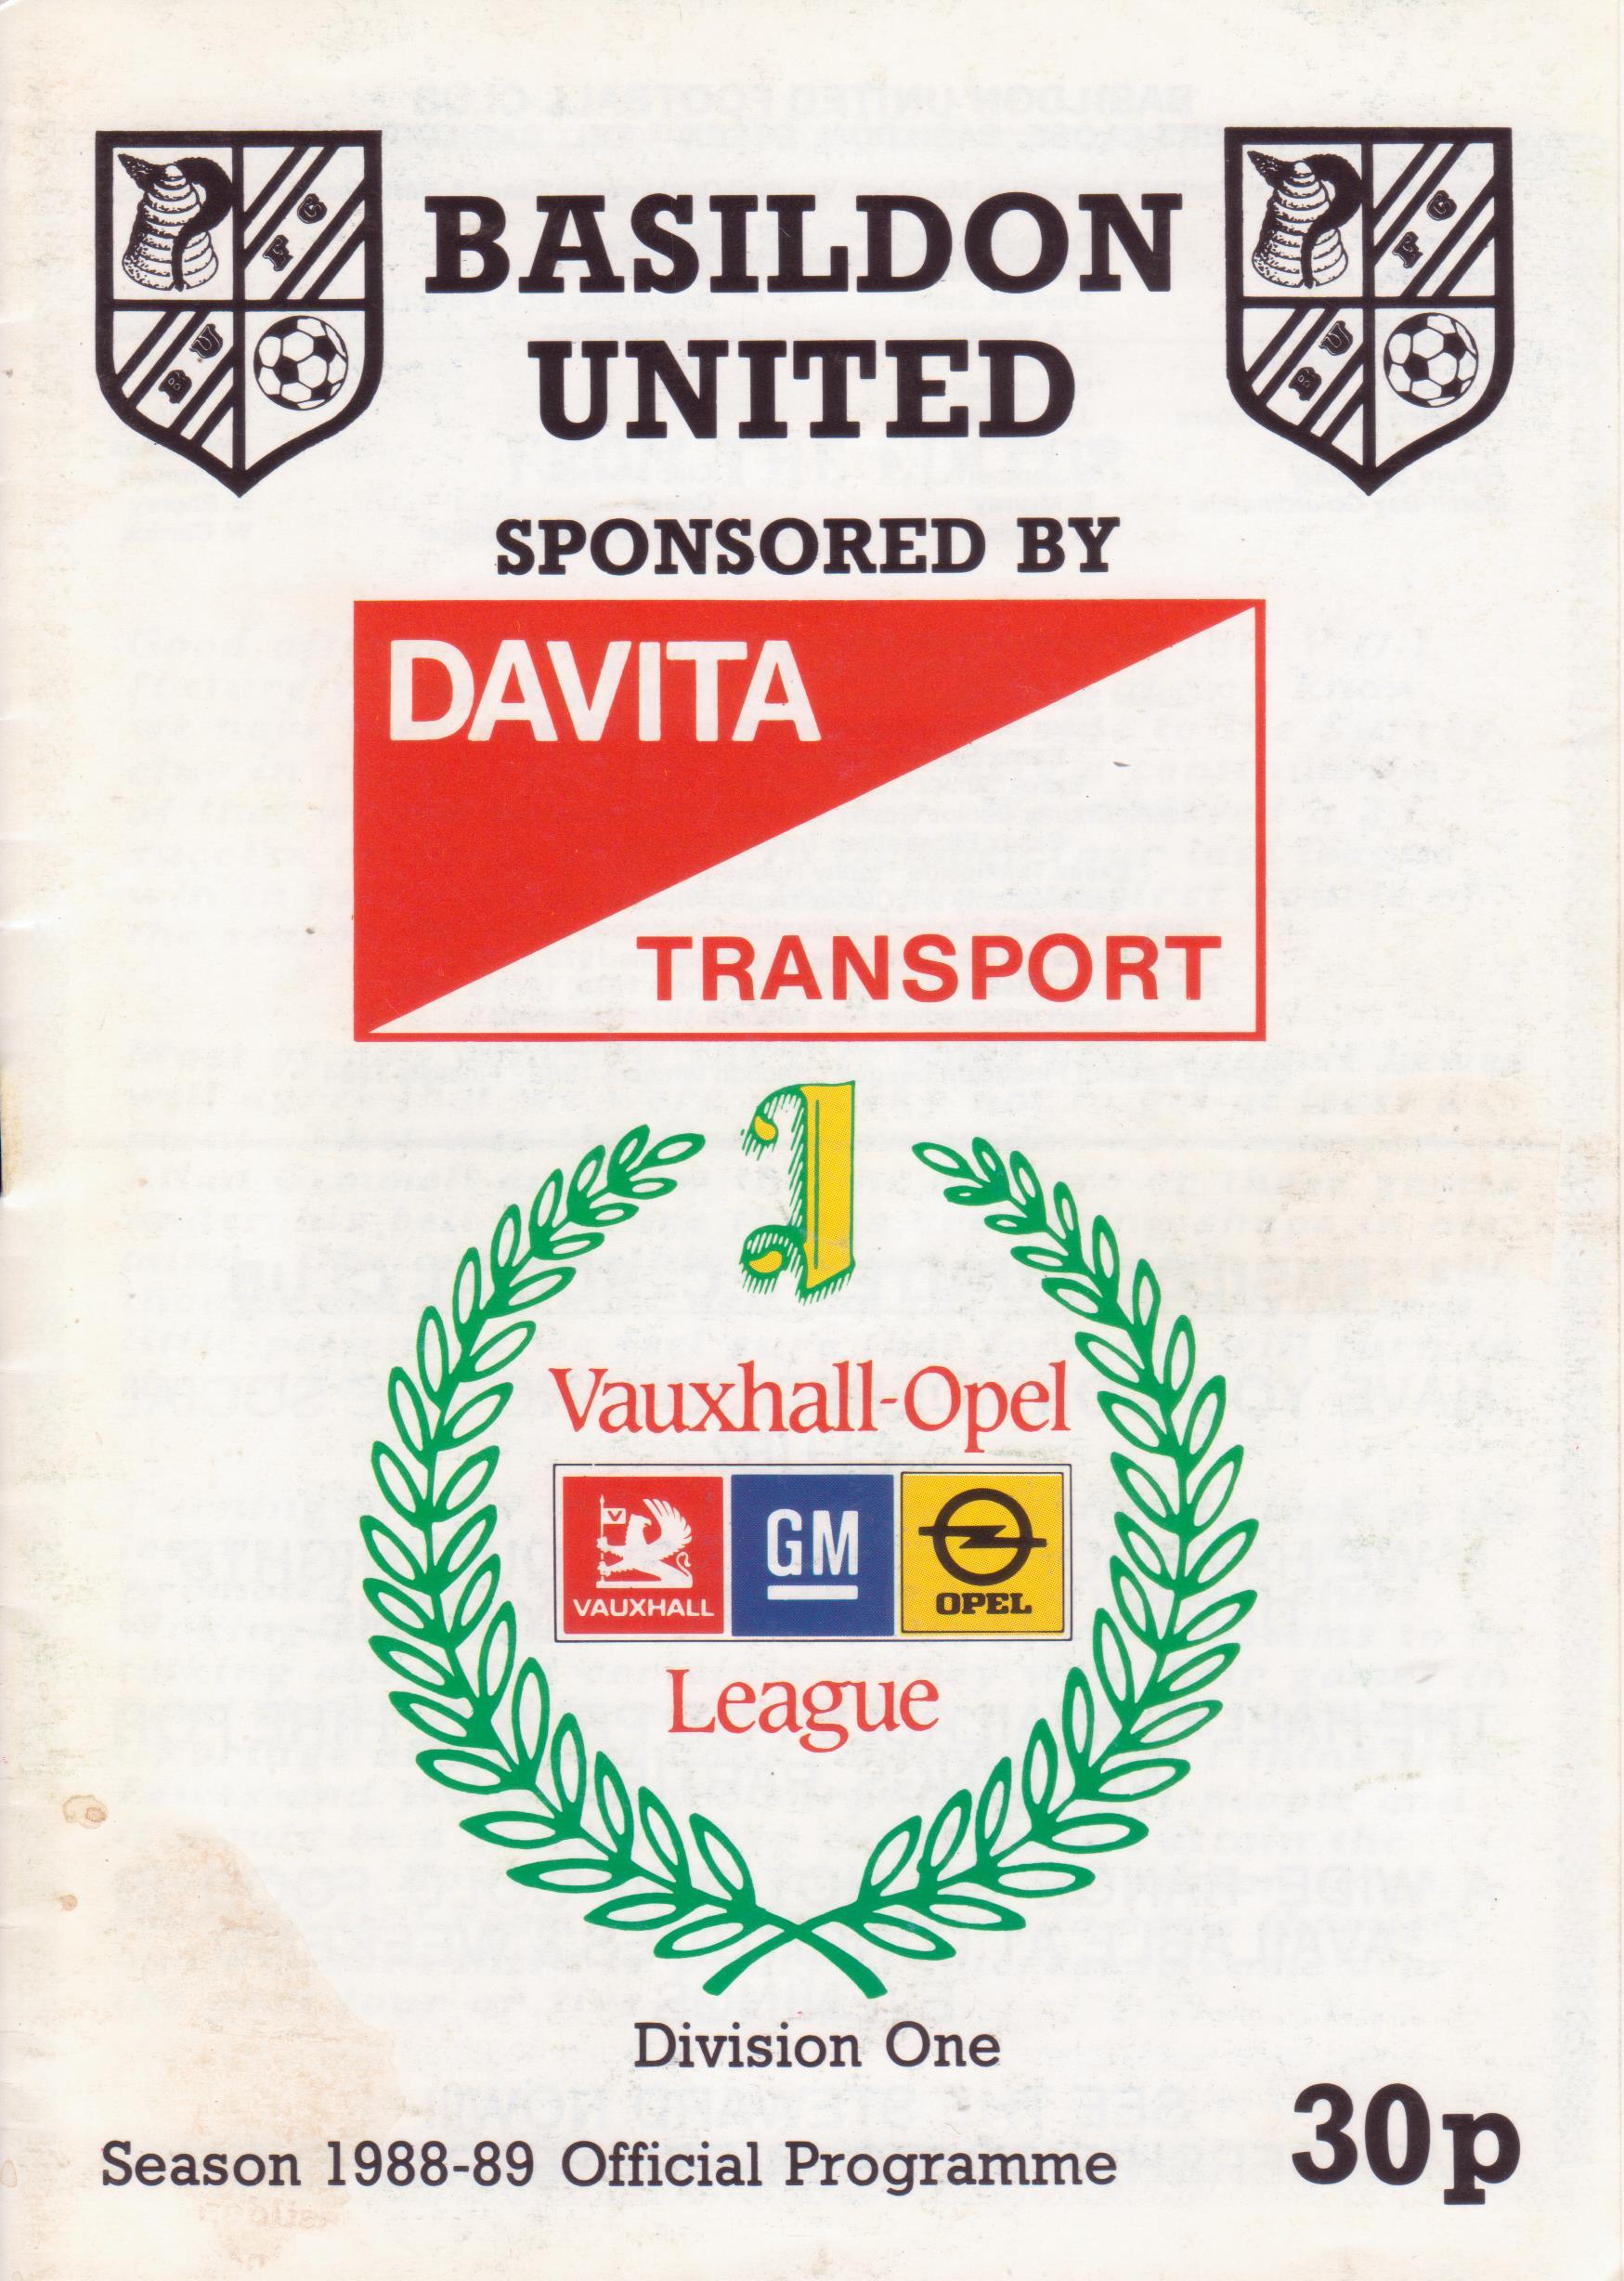 BASILDON
UNITED
B U F C
B U F C
SPONSORED BY
DAVITA
TRANSPORT
1
Vauxhall-Opel
V
VAUXHALL
GM
OPEL
League
Division One
Season 1988-89 Official Programme
30p